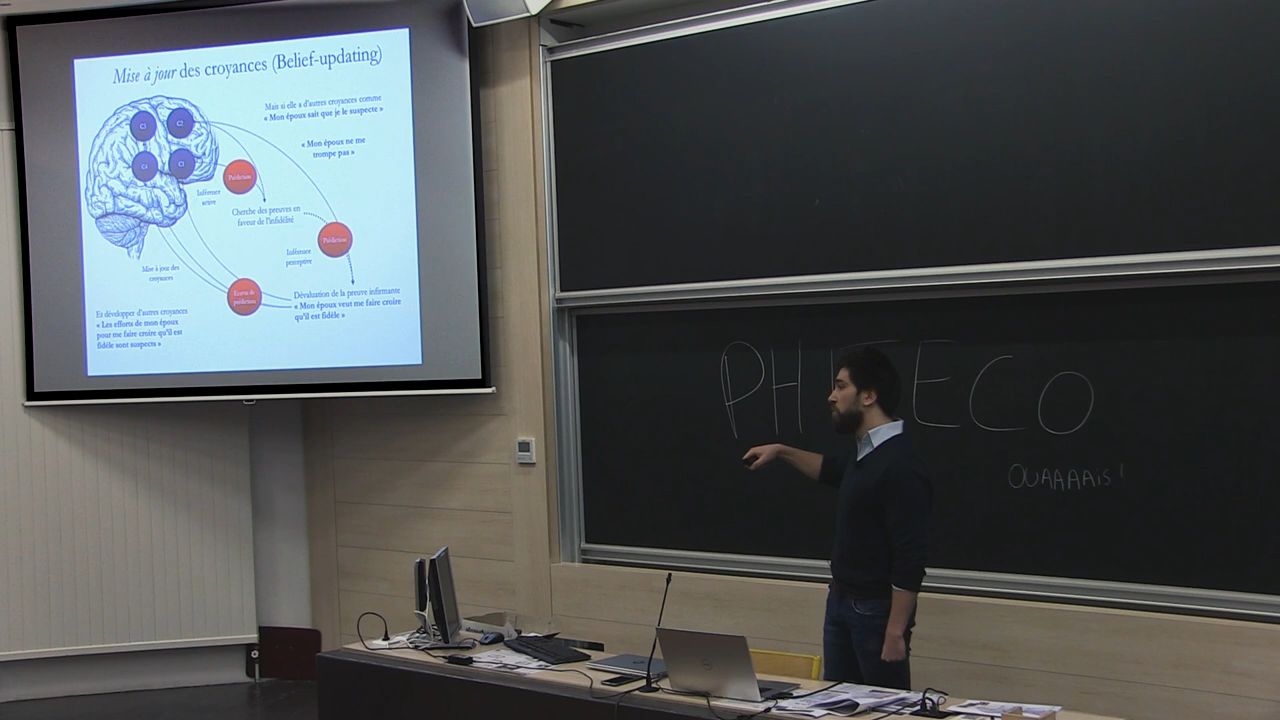 Mise à jour des croyances (Belief-updating)
Mais si elle a d'autres croyances comme
« Mon époux sait que je le suspecte »
« Mon époux ne me
trompe pas »
C3
C2
C4
C1
Prédiction
Inférence
active
Cherche des preuves en
faveur de l'infidélité
Prédiction
Inférence
perceptive
Mise à jour des
croyances
Erreur de
prédiction
Dévaluation de la preuve infirmante
« Mon époux veut me faire croire
qu'il est fidèle »
Et développer d'autres croyances
« Les efforts de mon époux
pour me faire croire qu'il est
fidèle sont suspects »
OUAAAAis !